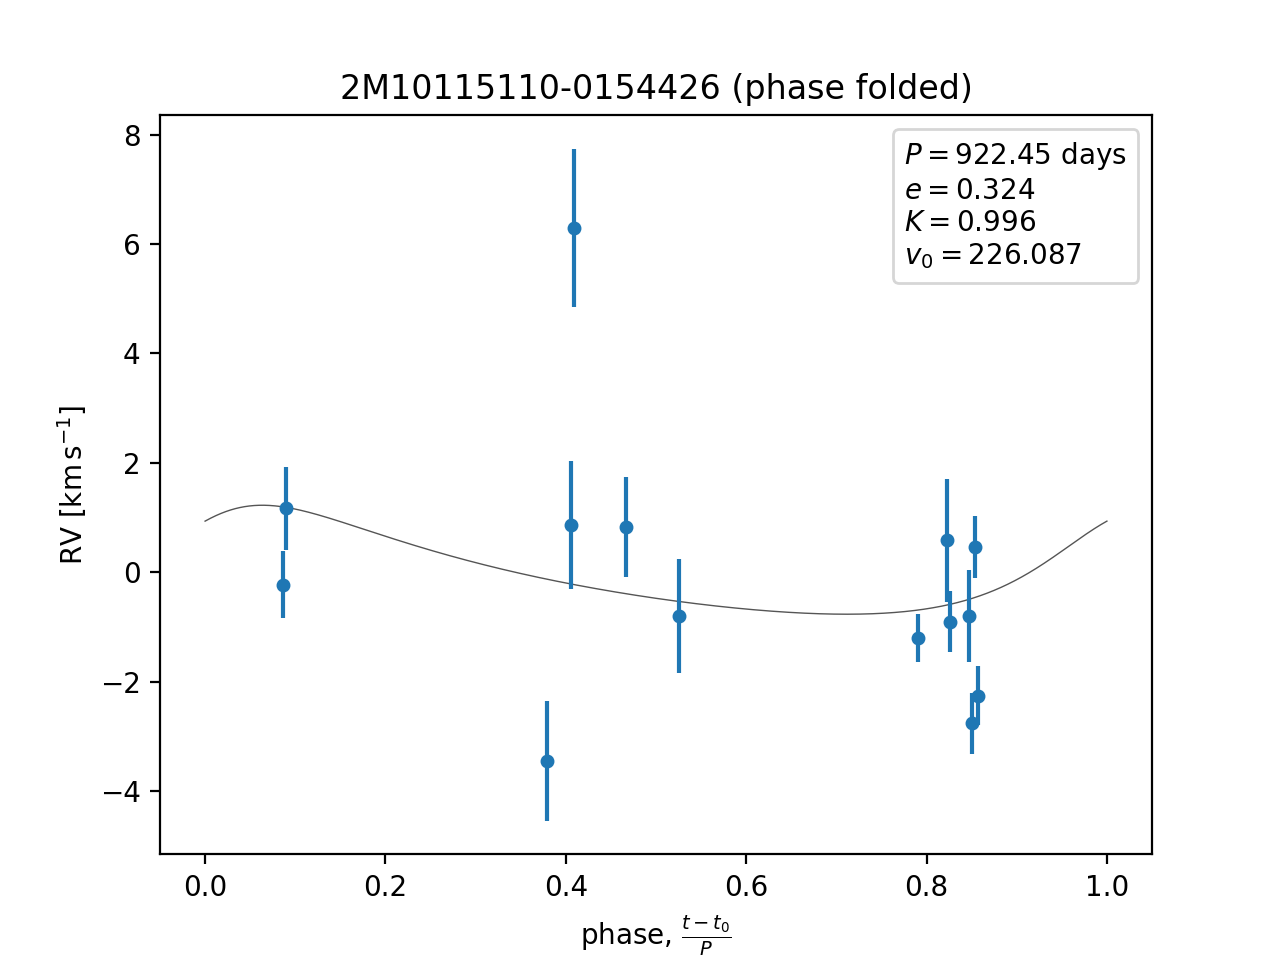 2M10115110-0154426 (phase folded)
P = 922.45 days
e = 0.324
K = 0.996
v₀ = 226.087
8
6
4
2
0
−2
−4
RV [km s⁻¹]
0.0 0.2 0.4 0.6 0.8 1.0
phase, (t − t₀)/P